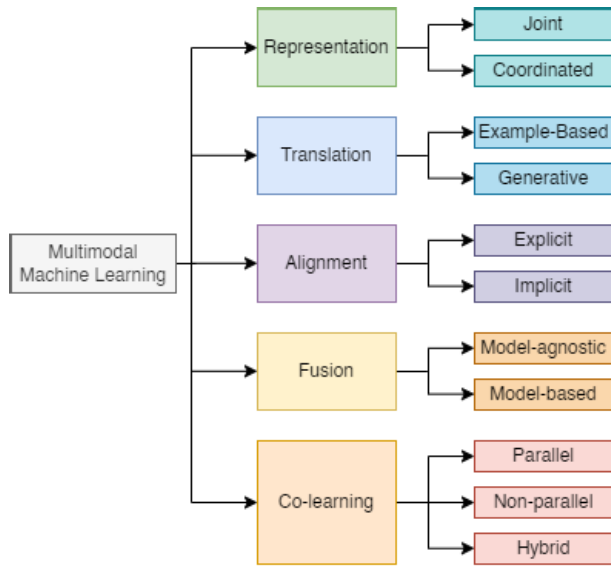 Multimodal
Machine Learning
Representation
Joint
Coordinated
Translation
Example-Based
Generative
Alignment
Explicit
Implicit
Fusion
Model-agnostic
Model-based
Co-learning
Parallel
Non-parallel
Hybrid